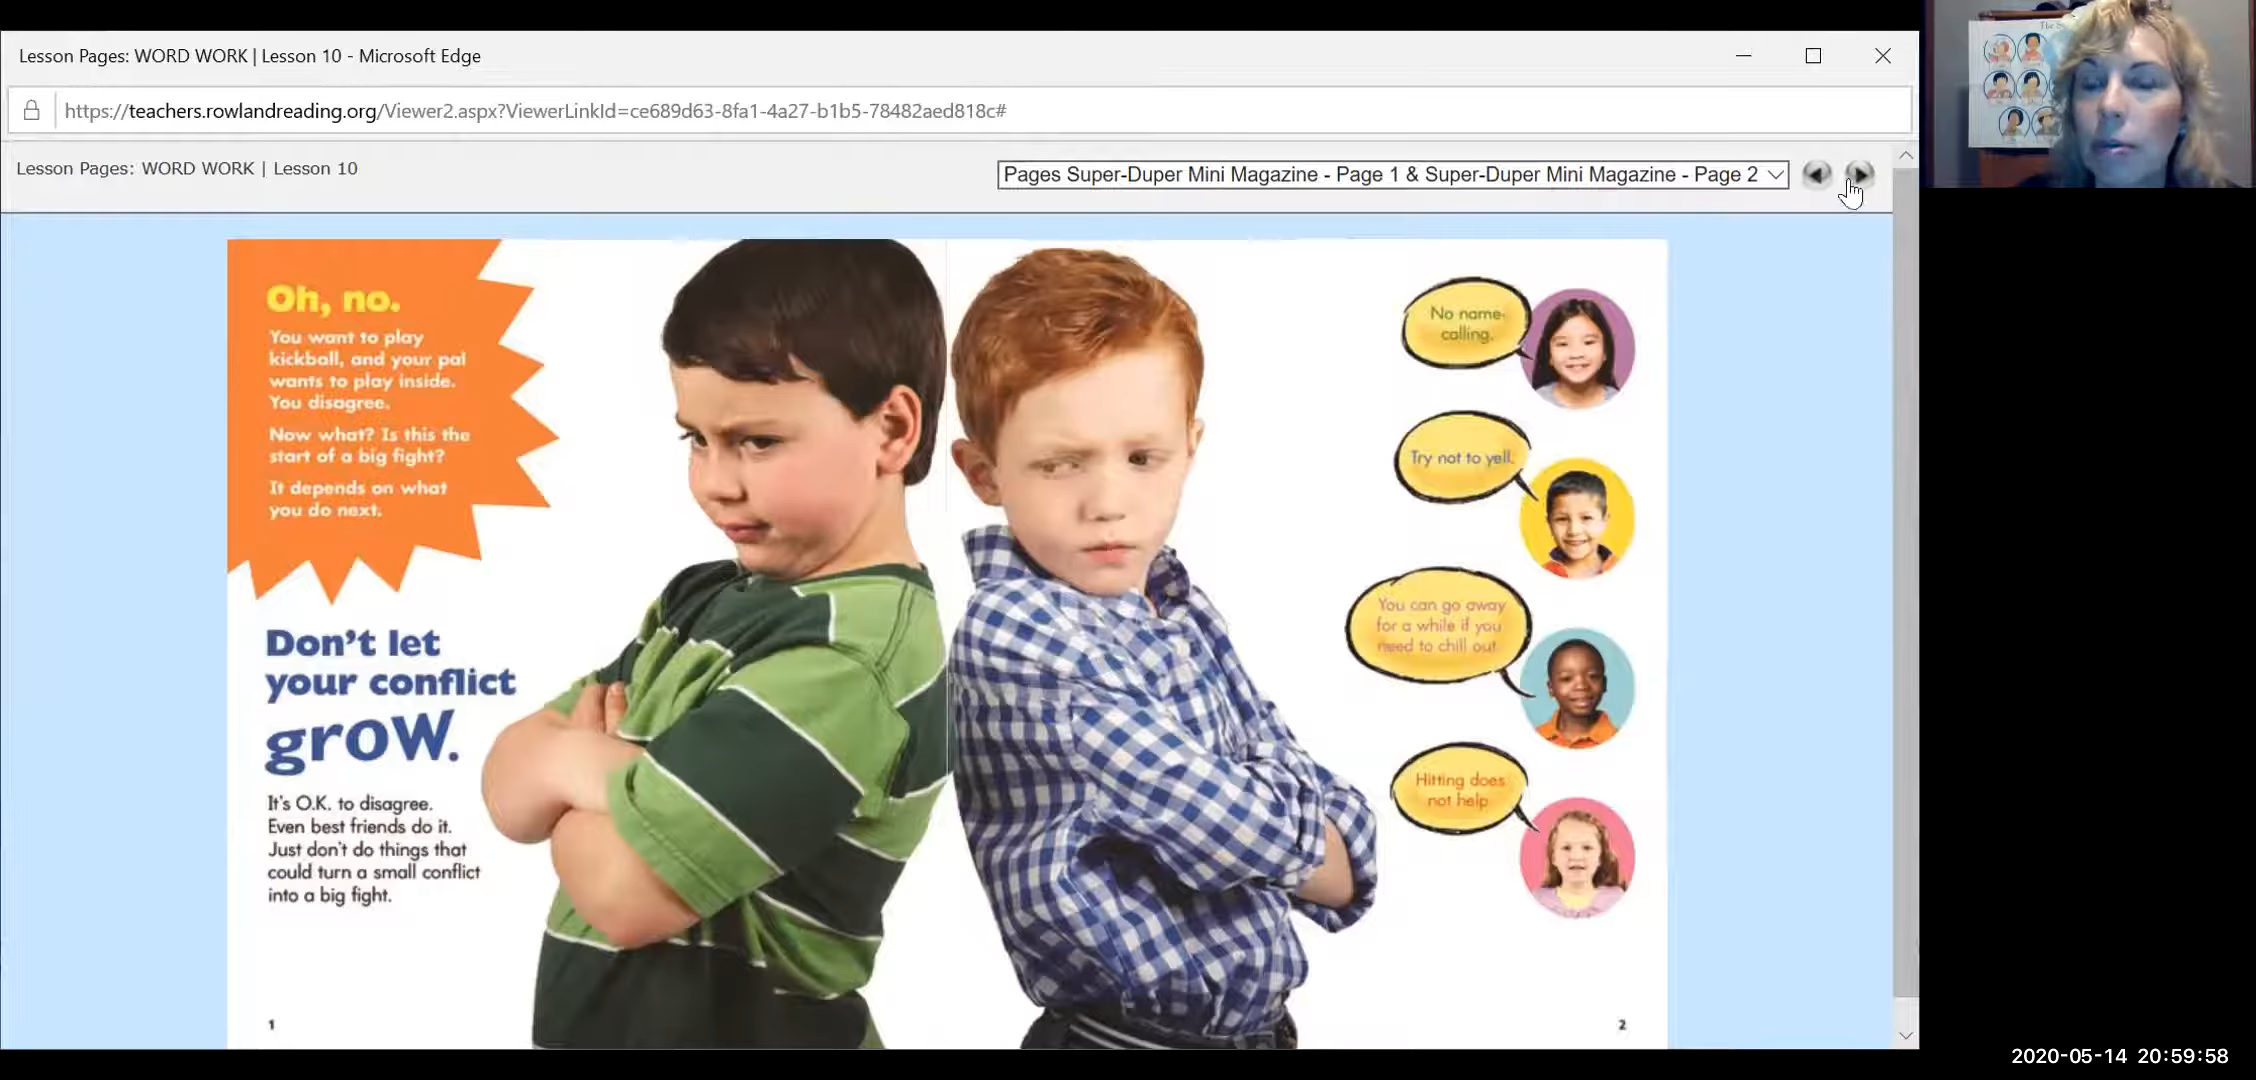 Lesson Pages: WORD WORK | Lesson 10 - Microsoft Edge
https://teachers.rowlandreading.org/Viewer2.aspx?ViewerLinkId=ce689d63-8fa1-4a27-b1b5-78482aed818c#
Lesson Pages: WORD WORK | Lesson 10
Pages Super-Duper Mini Magazine - Page 1 & Super-Duper Mini Magazine - Page 2
Oh, no.
You want to play
kickball, and your pal
wants to play inside.
You disagree.
Now what? Is this the
start of a big fight?
It depends on what
you do next.
Don't let
your conflict
grow.
It's O.K. to disagree.
Even best friends do it.
Just don't do things that
could turn a small conflict
into a big fight.
1
No name-
calling.
Try not to yell.
You can go away
for a while if you
need to chill out.
Hitting does
not help.
2
2020-05-14 20:59:58